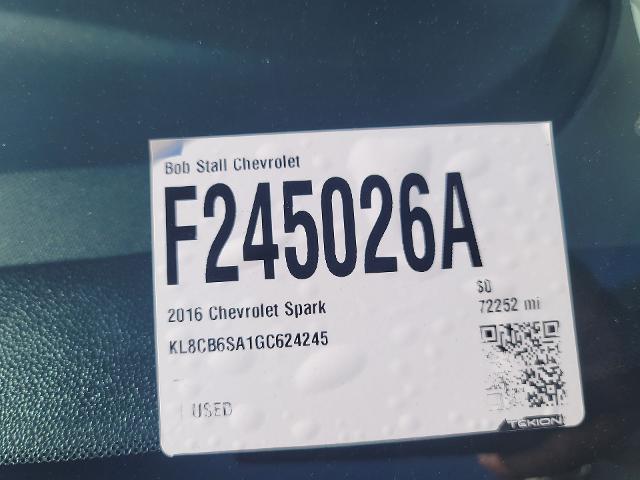 Bob Stall Chevrolet
F245026A
$0
2016 Chevrolet Spark
72252 mi
KL8CB6SA1GC624245
USED
TEKION